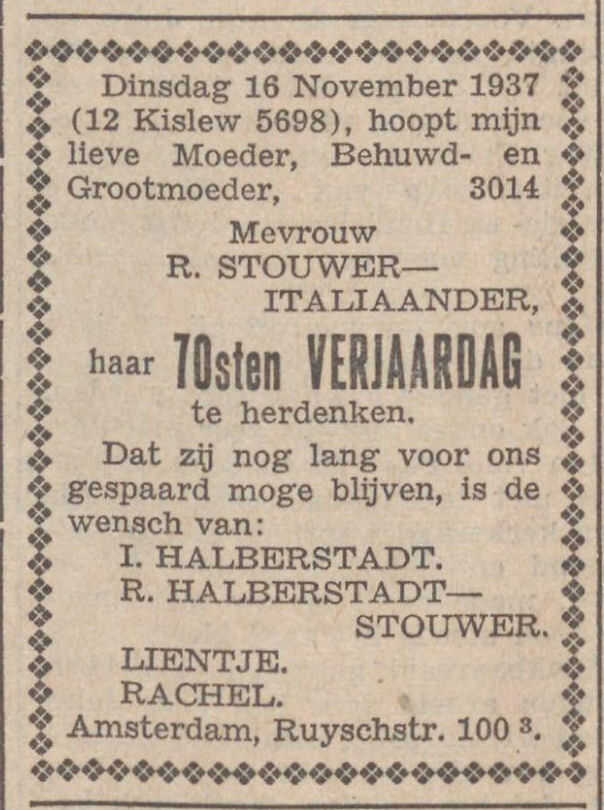 Dinsdag 16 November 1937
(12 Kislew 5698), hoopt mijn
lieve Moeder, Behuwd- en
Grootmoeder, 3014
Mevrouw
R. STOUWER—
ITALIAANDER,
haar 70sten VERJAARDAG
te herdenken.
Dat zij nog lang voor ons
gespaard moge blijven, is de
wensch van:
I. HALBERSTADT.
R. HALBERSTADT—
STOUWER.
LIENTJE.
RACHEL.
Amsterdam, Ruyschstr. 100 ³.